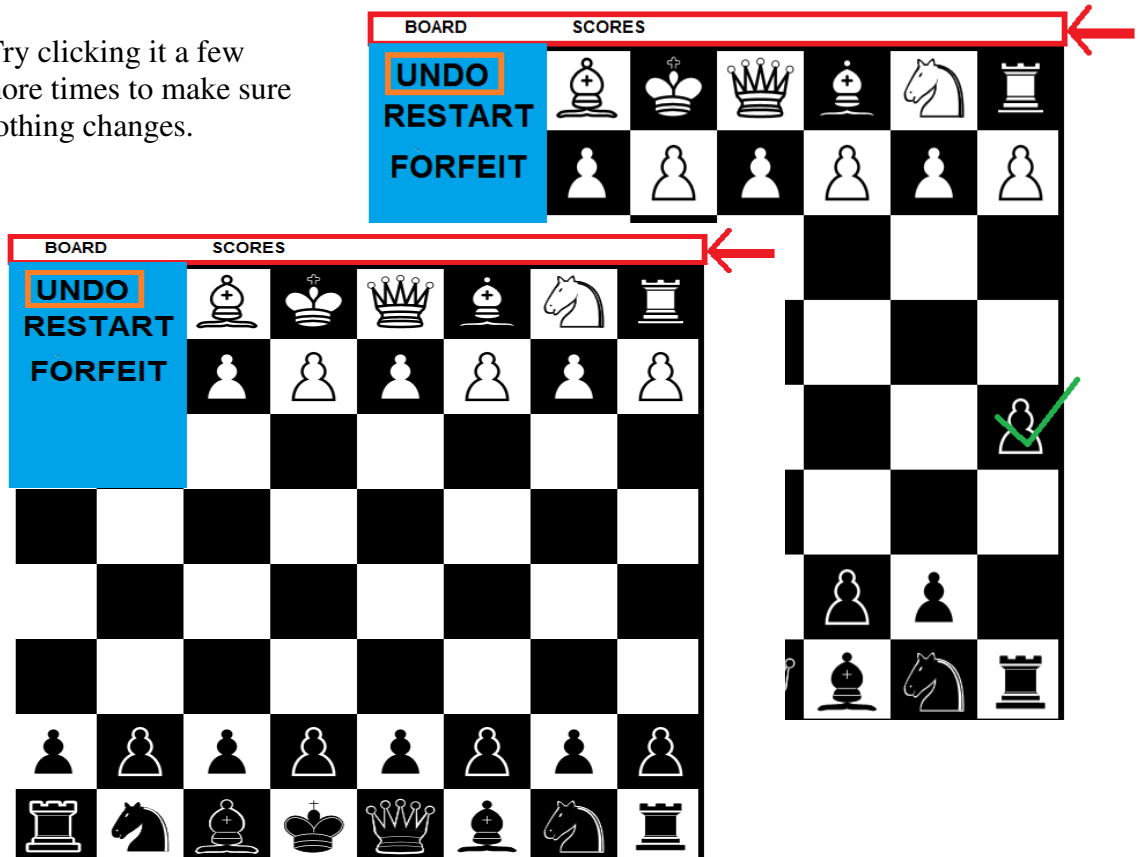 Try clicking it a few
more times to make sure
nothing changes.
BOARD SCORES
UNDO
RESTART
FORFEIT
BOARD SCORES
UNDO
RESTART
FORFEIT